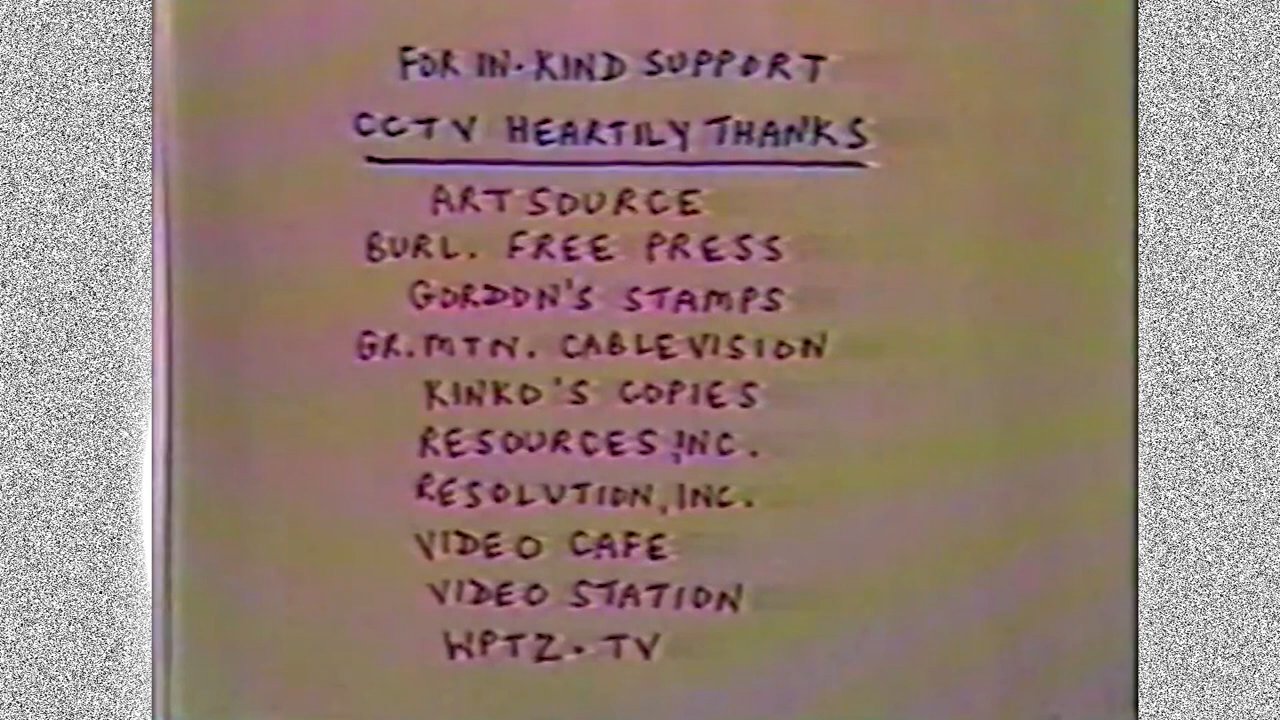 FOR IN·KIND SUPPORT
CCTV HEARTILY THANKS
ART SOURCE
BURL. FREE PRESS
GORDON'S STAMPS
GR. MTN. CABLEVISION
KINKO'S COPIES
RESOURCES, INC.
RESOLUTION, INC.
VIDEO CAFE
VIDEO STATION
WPTZ·TV